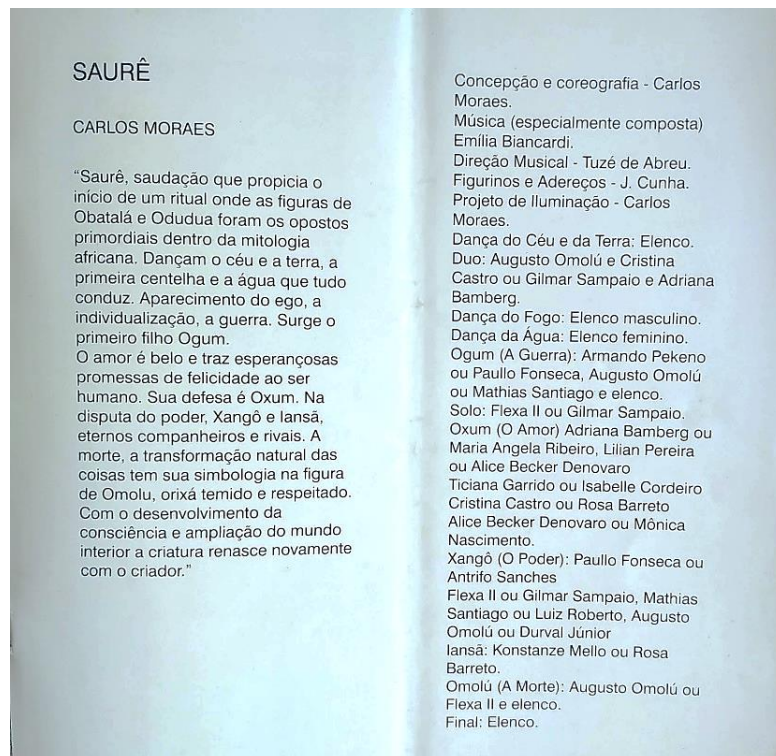 SAURÊ
CARLOS MORAES
“Saurê, saudação que propicia o
início de um ritual onde as figuras de
Obatalá e Odudua foram os opostos
primordiais dentro da mitologia
africana. Dançam o céu e a terra, a
primeira centelha e a água que tudo
conduz. Aparecimento do ego, a
individualização, a guerra. Surge o
primeiro filho Ogum.
O amor é belo e traz esperançosas
promessas de felicidade ao ser
humano. Sua defesa é Oxum. Na
disputa do poder, Xangô e Iansã,
eternos companheiros e rivais. A
morte, a transformação natural das
coisas tem sua simbologia na figura
de Omolu, orixá temido e respeitado.
Com o desenvolvimento da
consciência e ampliação do mundo
interior a criatura renasce novamente
com o criador.”
Concepção e coreografia - Carlos
Moraes.
Música (especialmente composta)
Emília Biancardi.
Direção Musical - Tuzé de Abreu.
Figurinos e Adereços - J. Cunha.
Projeto de Iluminação - Carlos
Moraes.
Dança do Céu e da Terra: Elenco.
Duo: Augusto Omolú e Cristina
Castro ou Gilmar Sampaio e Adriana
Bamberg.
Dança do Fogo: Elenco masculino.
Dança da Água: Elenco feminino.
Ogum (A Guerra): Armando Pekeno
ou Paullo Fonseca, Augusto Omolú
ou Mathias Santiago e elenco.
Solo: Flexa II ou Gilmar Sampaio.
Oxum (O Amor) Adriana Bamberg ou
Maria Angela Ribeiro, Lilian Pereira
ou Alice Becker Denovaro
Ticiana Garrido ou Isabelle Cordeiro
Cristina Castro ou Rosa Barreto
Alice Becker Denovaro ou Mônica
Nascimento.
Xangô (O Poder): Paullo Fonseca ou
Antrifo Sanches
Flexa II ou Gilmar Sampaio, Mathias
Santiago ou Luiz Roberto, Augusto
Omolú ou Durval Júnior
Iansã: Konstanze Mello ou Rosa
Barreto.
Omolú (A Morte): Augusto Omolú ou
Flexa II e elenco.
Final: Elenco.